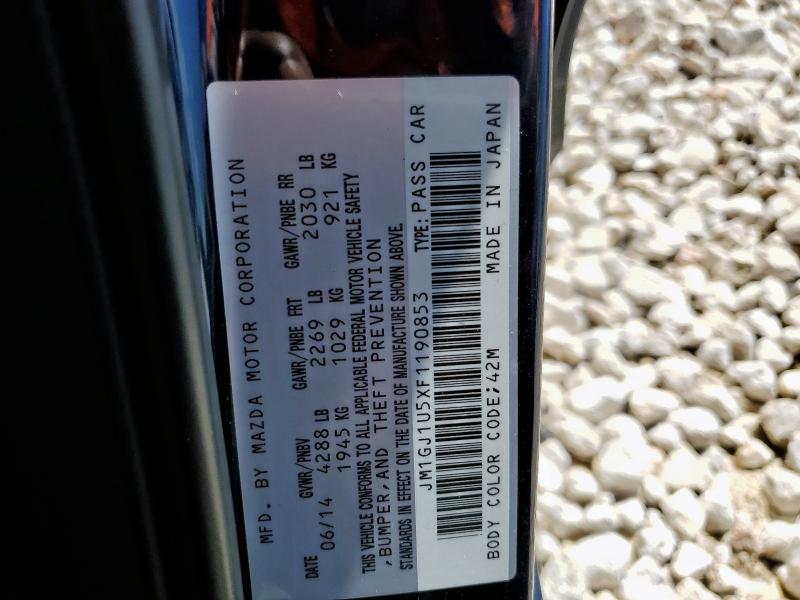 MFD. BY MAZDA MOTOR CORPORATION
DATE GVWR/PNBV GAWR/PNBE FRT GAWR/PNBE RR
06/14 4288 LB 2269 LB 2030 LB
1945 KG 1029 KG 921 KG
THIS VEHICLE CONFORMS TO ALL APPLICABLE FEDERAL MOTOR VEHICLE SAFETY
,BUMPER, AND THEFT PREVENTION
STANDARDS IN EFFECT ON THE DATE OF MANUFACTURE SHOWN ABOVE.
JM1GJ1U5XF1190853 TYPE: PASS CAR
BODY COLOR CODE; 42M MADE IN JAPAN